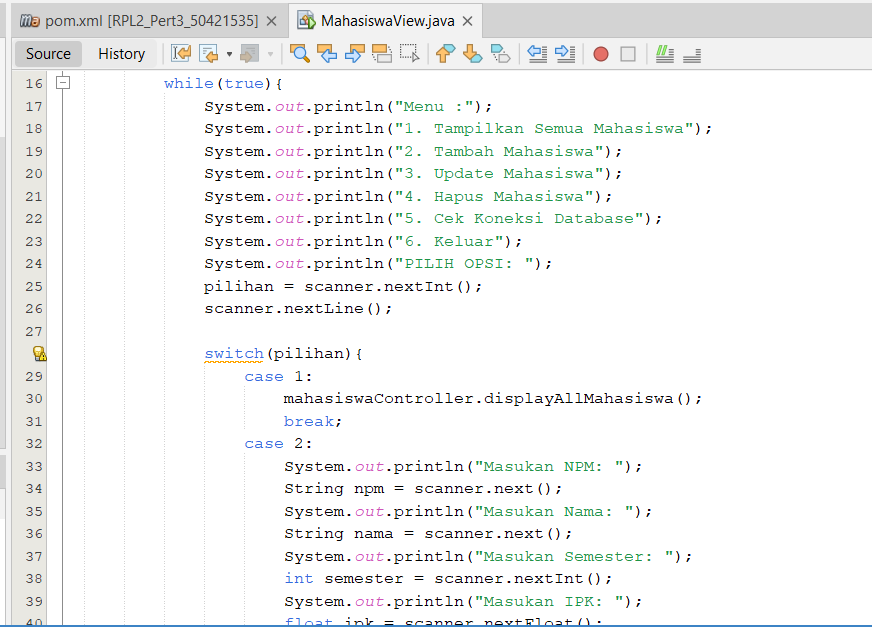 pom.xml [RPL2_Pert3_50421535] × MahasiswaView.java ×
Source History
16 while(true){
17 System.out.println("Menu :");
18 System.out.println("1. Tampilkan Semua Mahasiswa");
19 System.out.println("2. Tambah Mahasiswa");
20 System.out.println("3. Update Mahasiswa");
21 System.out.println("4. Hapus Mahasiswa");
22 System.out.println("5. Cek Koneksi Database");
23 System.out.println("6. Keluar");
24 System.out.println("PILIH OPSI: ");
25 pilihan = scanner.nextInt();
26 scanner.nextLine();
27
switch(pilihan){
29 case 1:
30 mahasiswaController.displayAllMahasiswa();
31 break;
32 case 2:
33 System.out.println("Masukan NPM: ");
34 String npm = scanner.next();
35 System.out.println("Masukan Nama: ");
36 String nama = scanner.next();
37 System.out.println("Masukan Semester: ");
38 int semester = scanner.nextInt();
39 System.out.println("Masukan IPK: ");
40 float ipk = scanner.nextFloat();